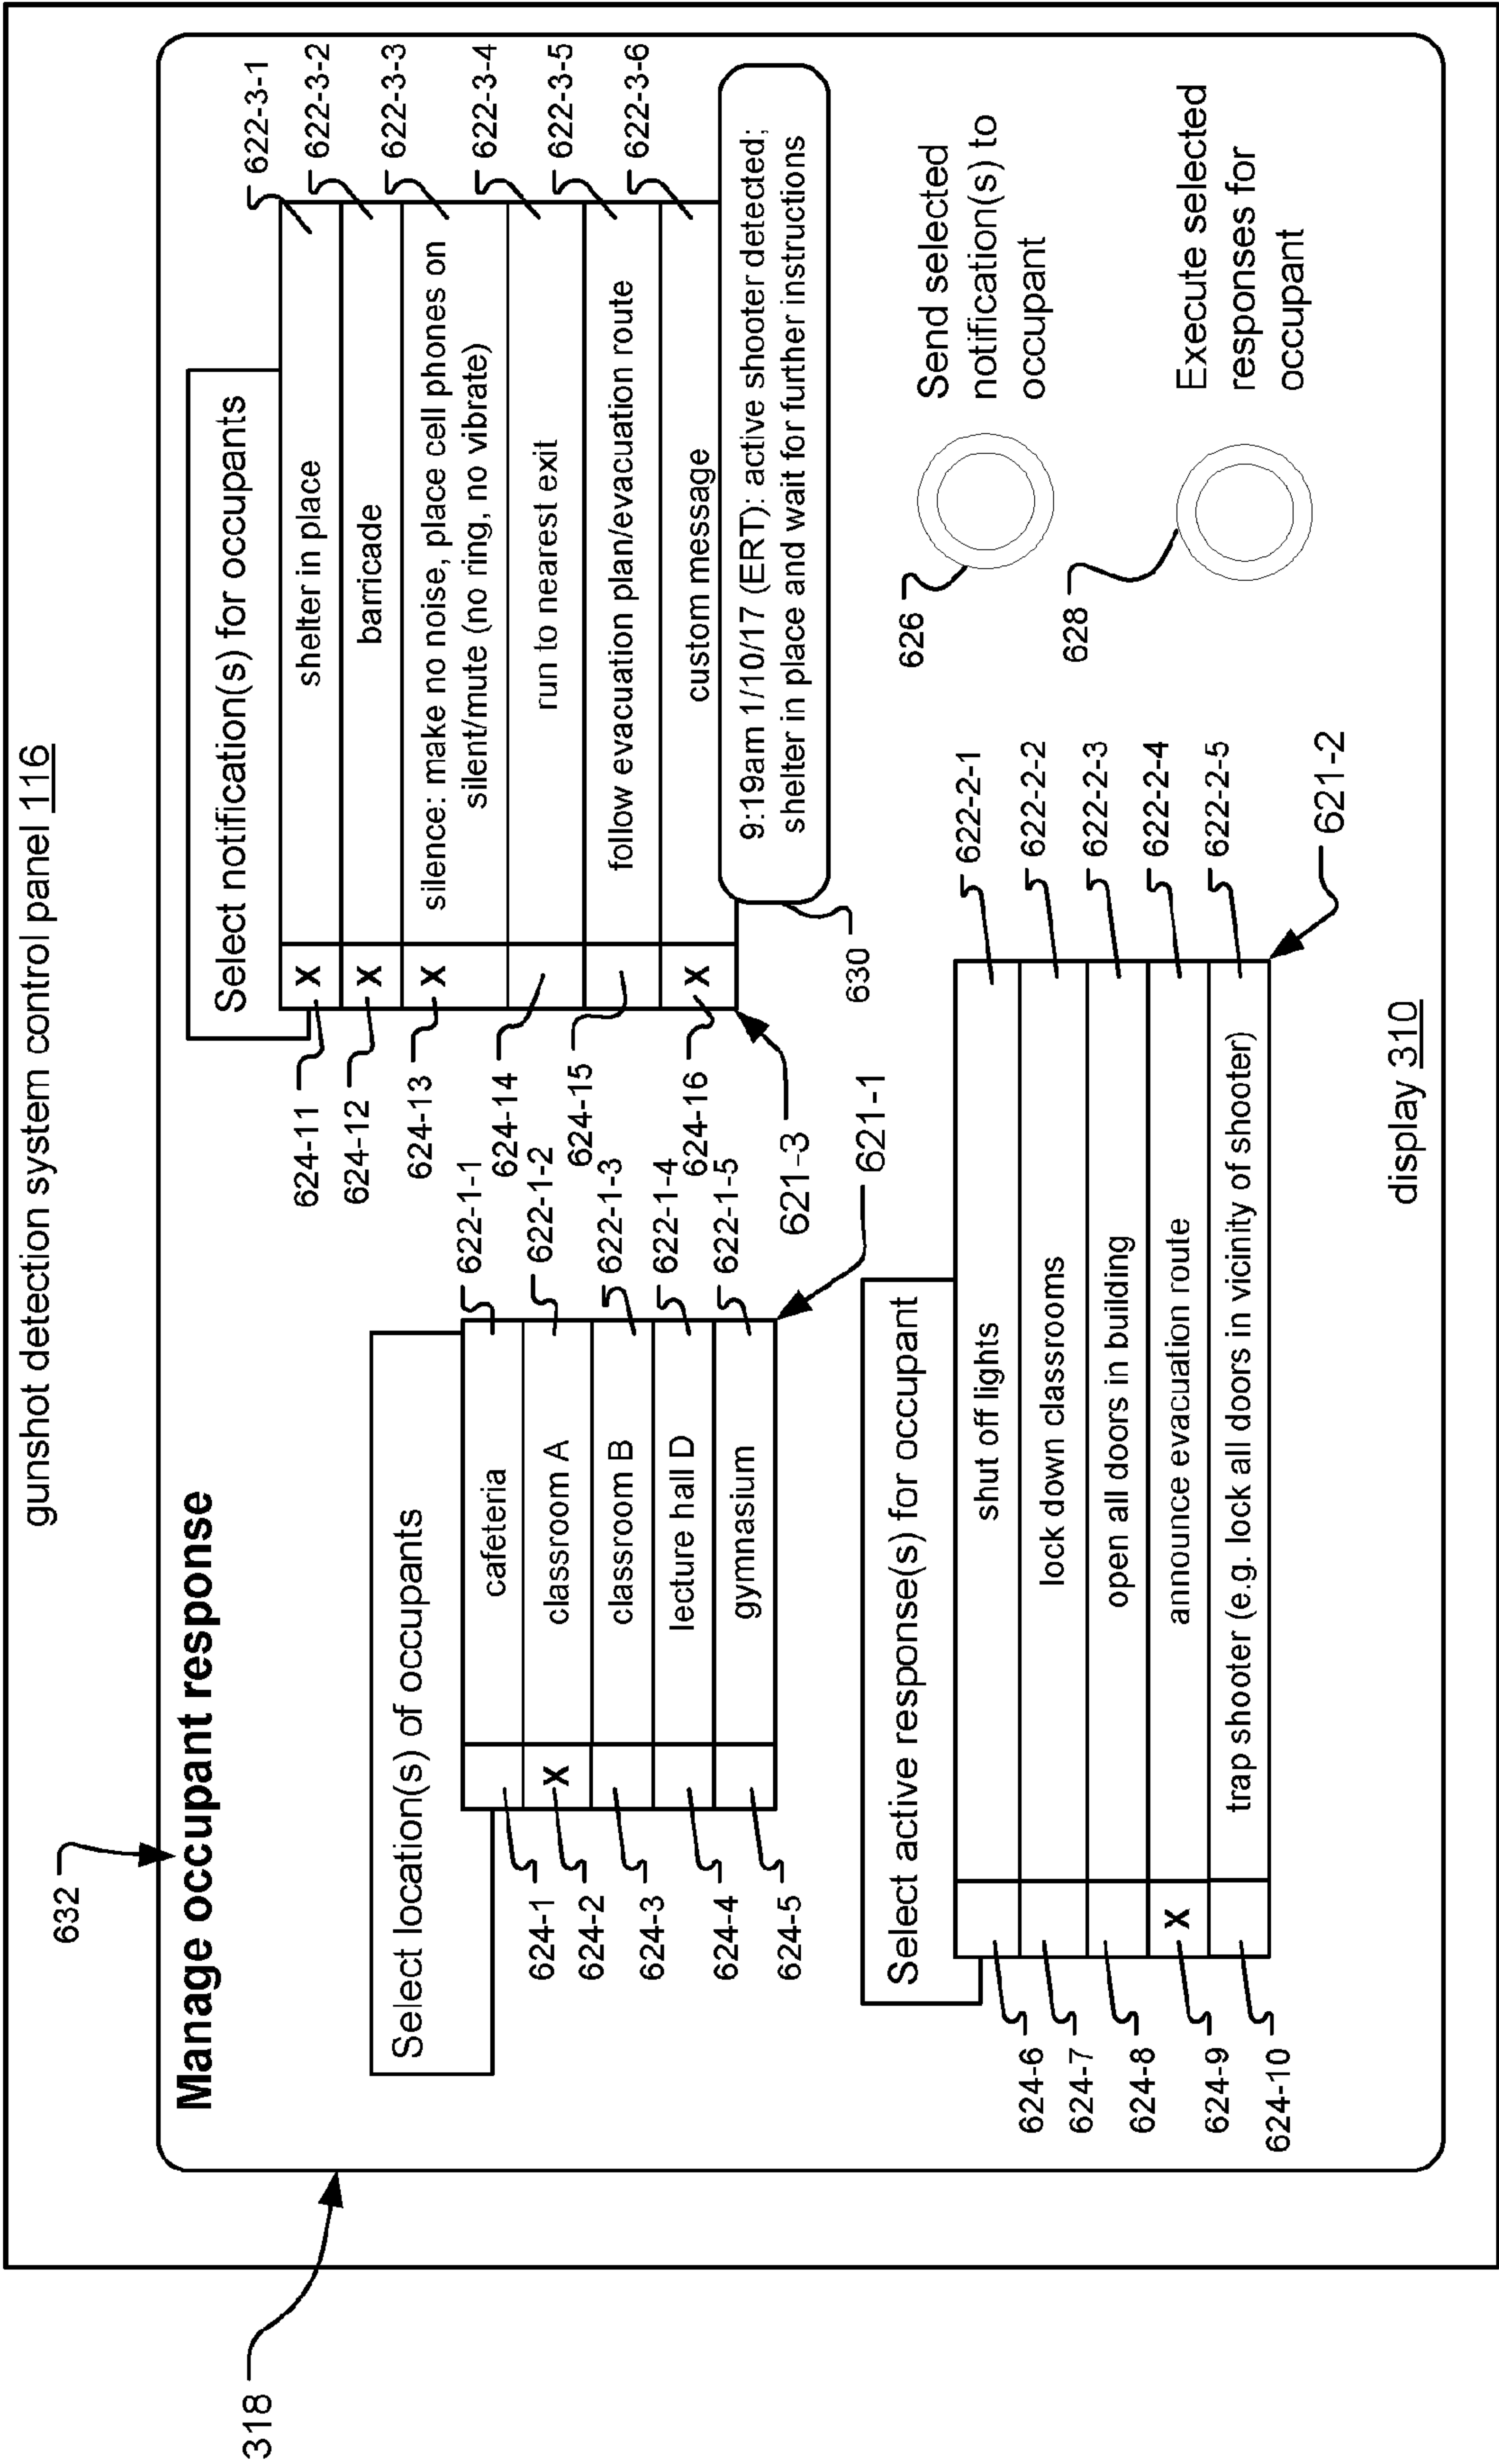 gunshot detection system control panel 116
632
318
Manage occupant response
Select location(s) of occupants
cafeteria
X classroom A
classroom B
lecture hall D
gymnasium
624-1
624-2
624-3
624-4
624-5
622-1-1
622-1-2
622-1-3
622-1-4
622-1-5
621-1
Select notification(s) for occupants
X shelter in place
X barricade
X silence: make no noise, place cell phones on
silent/mute (no ring, no vibrate)
run to nearest exit
follow evacuation plan/evacuation route
X custom message
9:19am 1/10/17 (ERT): active shooter detected;
shelter in place and wait for further instructions
624-11
624-12
624-13
624-14
624-15
624-16
622-3-1
622-3-2
622-3-3
622-3-4
622-3-5
622-3-6
621-3
630
Select active response(s) for occupant
shut off lights
lock down classrooms
open all doors in building
X announce evacuation route
trap shooter (e.g. lock all doors in vicinity of shooter)
624-6
624-7
624-8
624-9
624-10
622-2-1
622-2-2
622-2-3
622-2-4
622-2-5
621-2
626
Send selected
notification(s) to
occupant
628
Execute selected
responses for
occupant
display 310